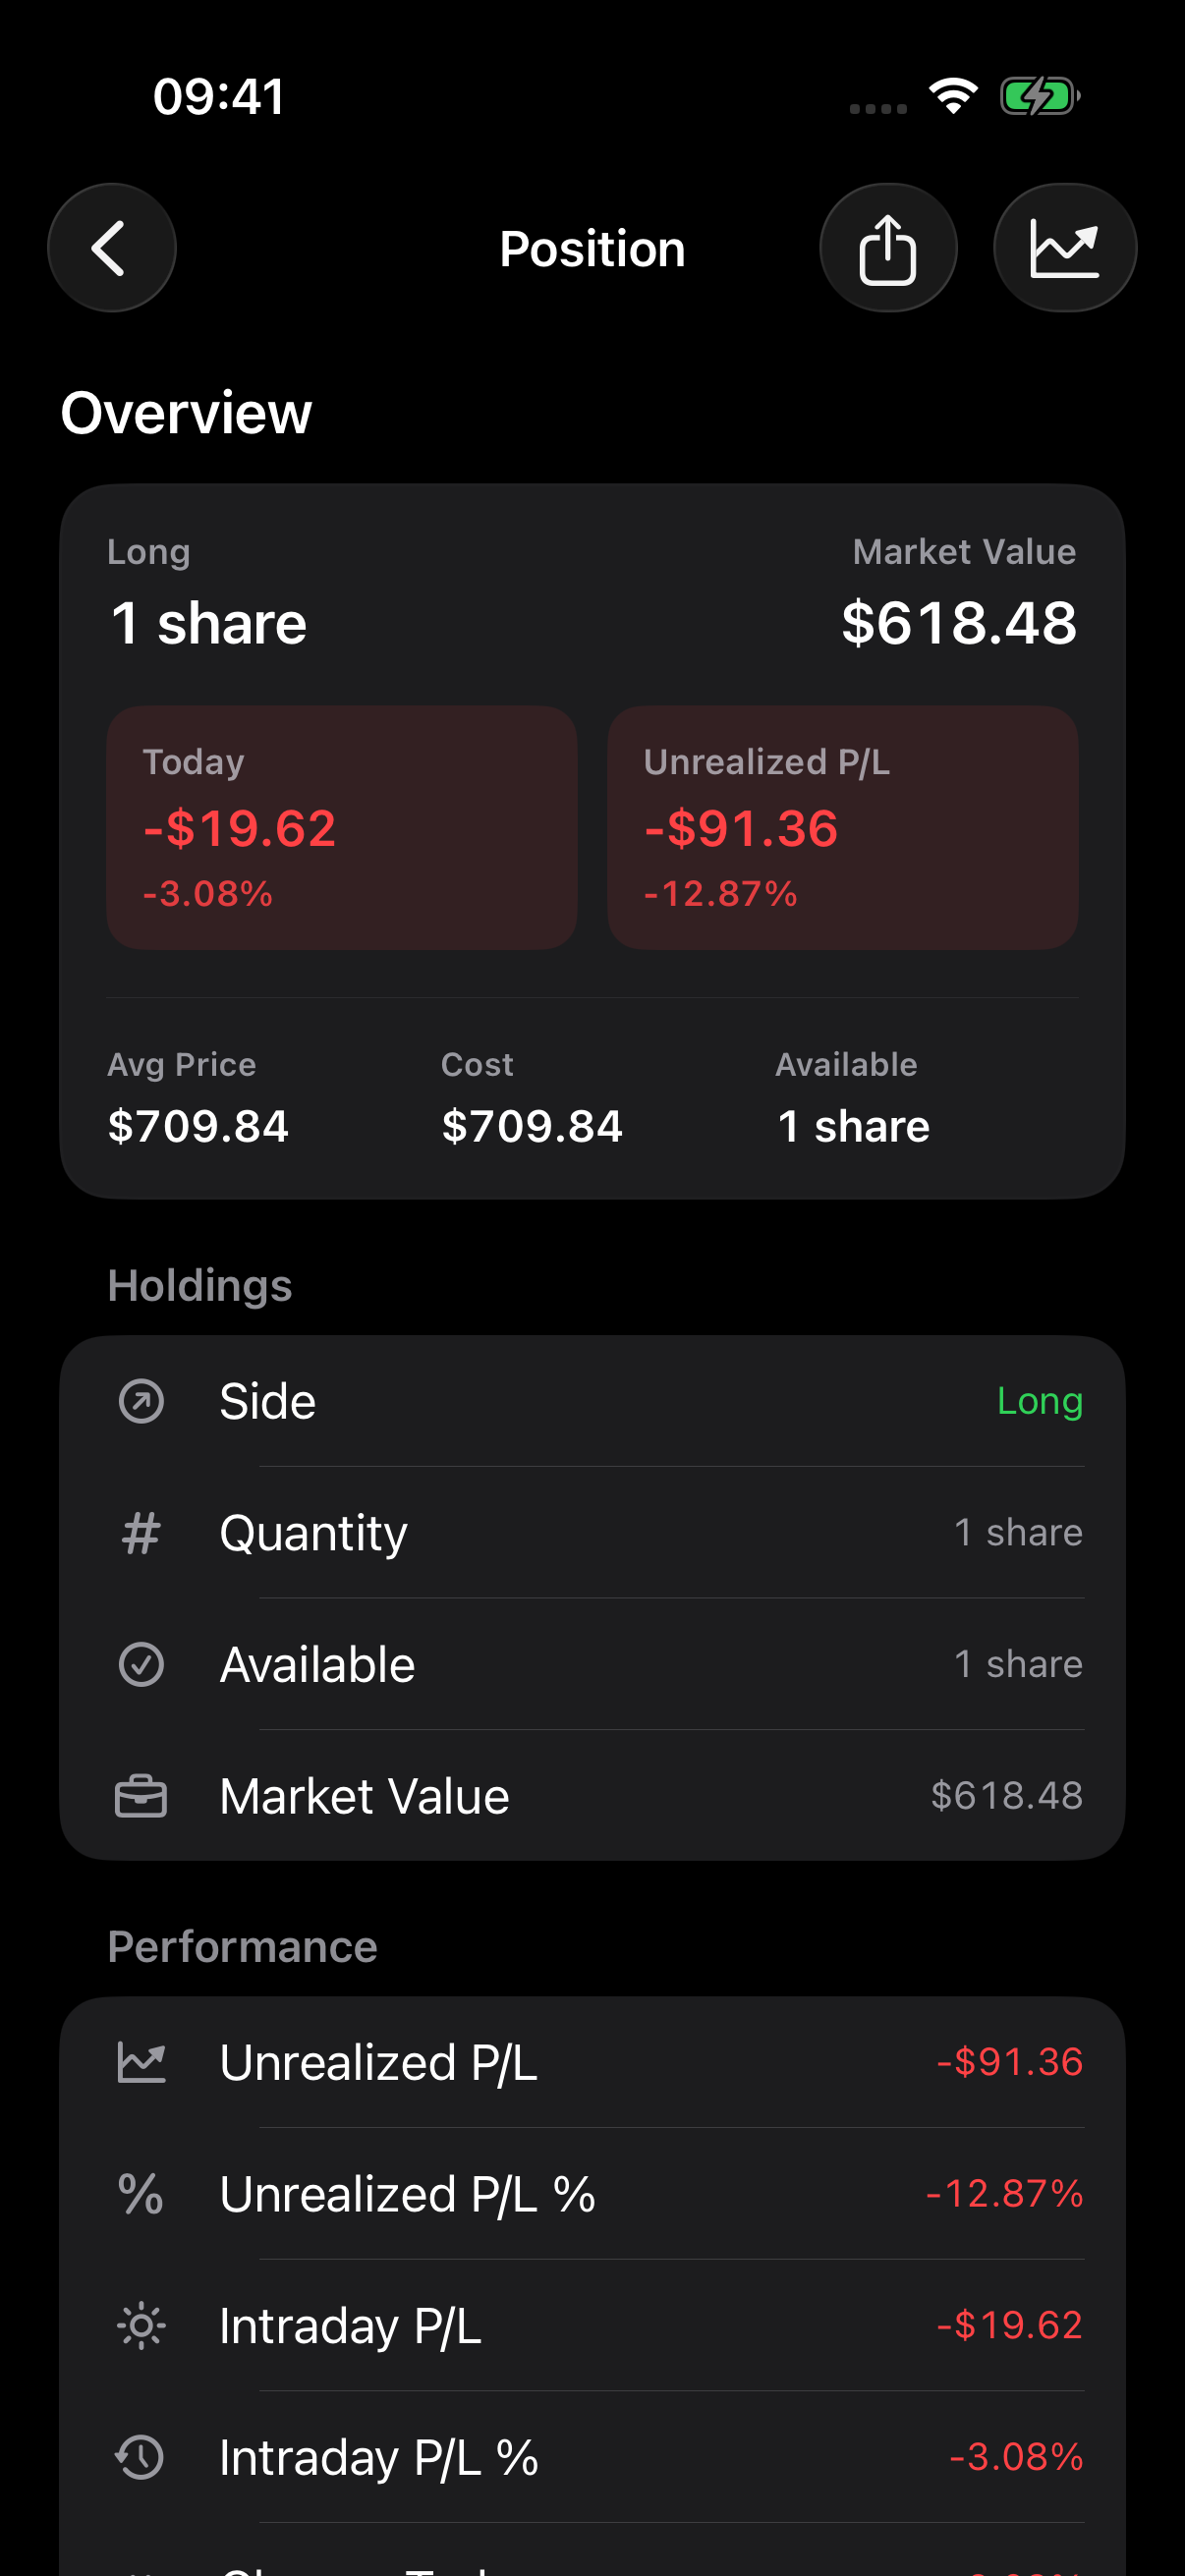 09:41
Position
Overview
Long Market Value
1 share $618.48
Today Unrealized P/L
-$19.62 -$91.36
-3.08% -12.87%
Avg Price Cost Available
$709.84 $709.84 1 share
Holdings
Side Long
# Quantity 1 share
Available 1 share
Market Value $618.48
Performance
Unrealized P/L -$91.36
% Unrealized P/L % -12.87%
Intraday P/L -$19.62
Intraday P/L % -3.08%